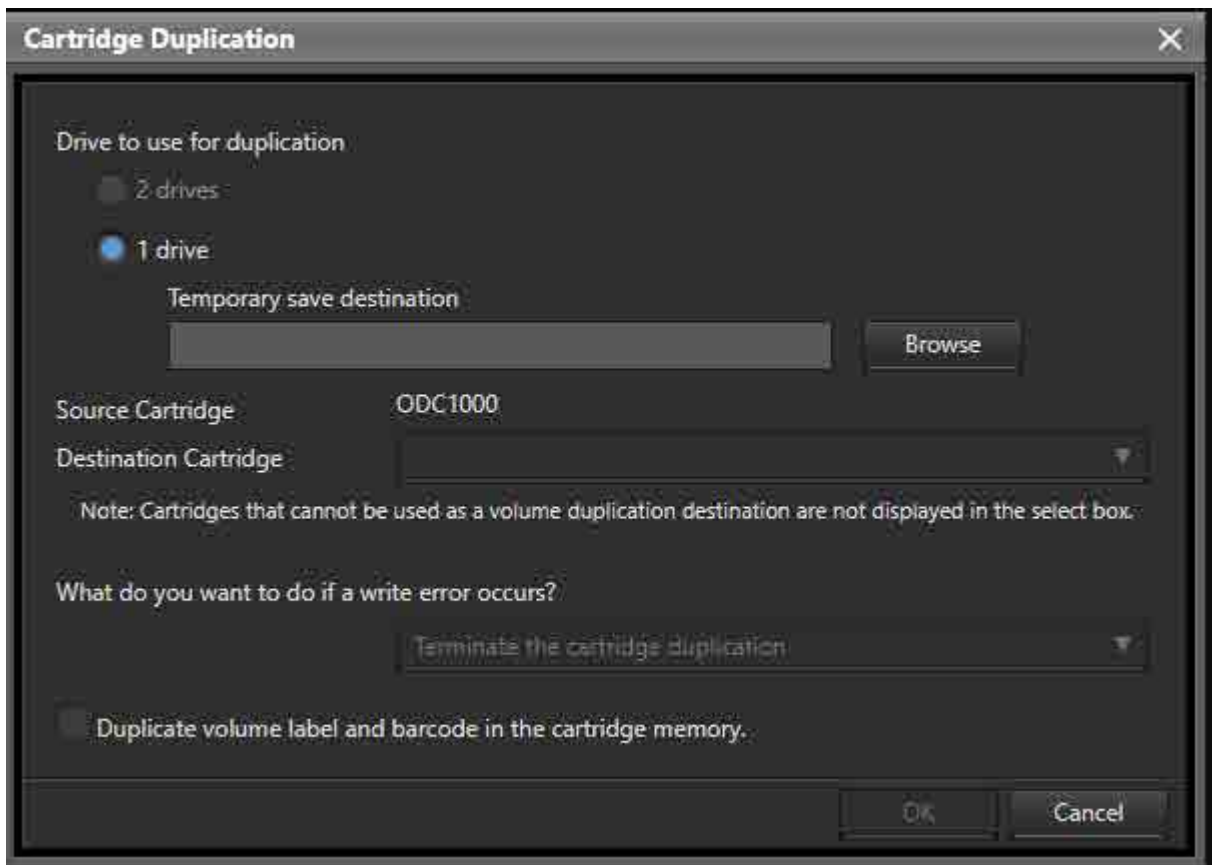 Cartridge Duplication
Drive to use for duplication
2 drives
1 drive
Temporary save destination
Browse
Source Cartridge ODC1000
Destination Cartridge
Note: Cartridges that cannot be used as a volume duplication destination are not displayed in the select box.
What do you want to do if a write error occurs?
Terminate the cartridge duplication
Duplicate volume label and barcode in the cartridge memory.
OK Cancel